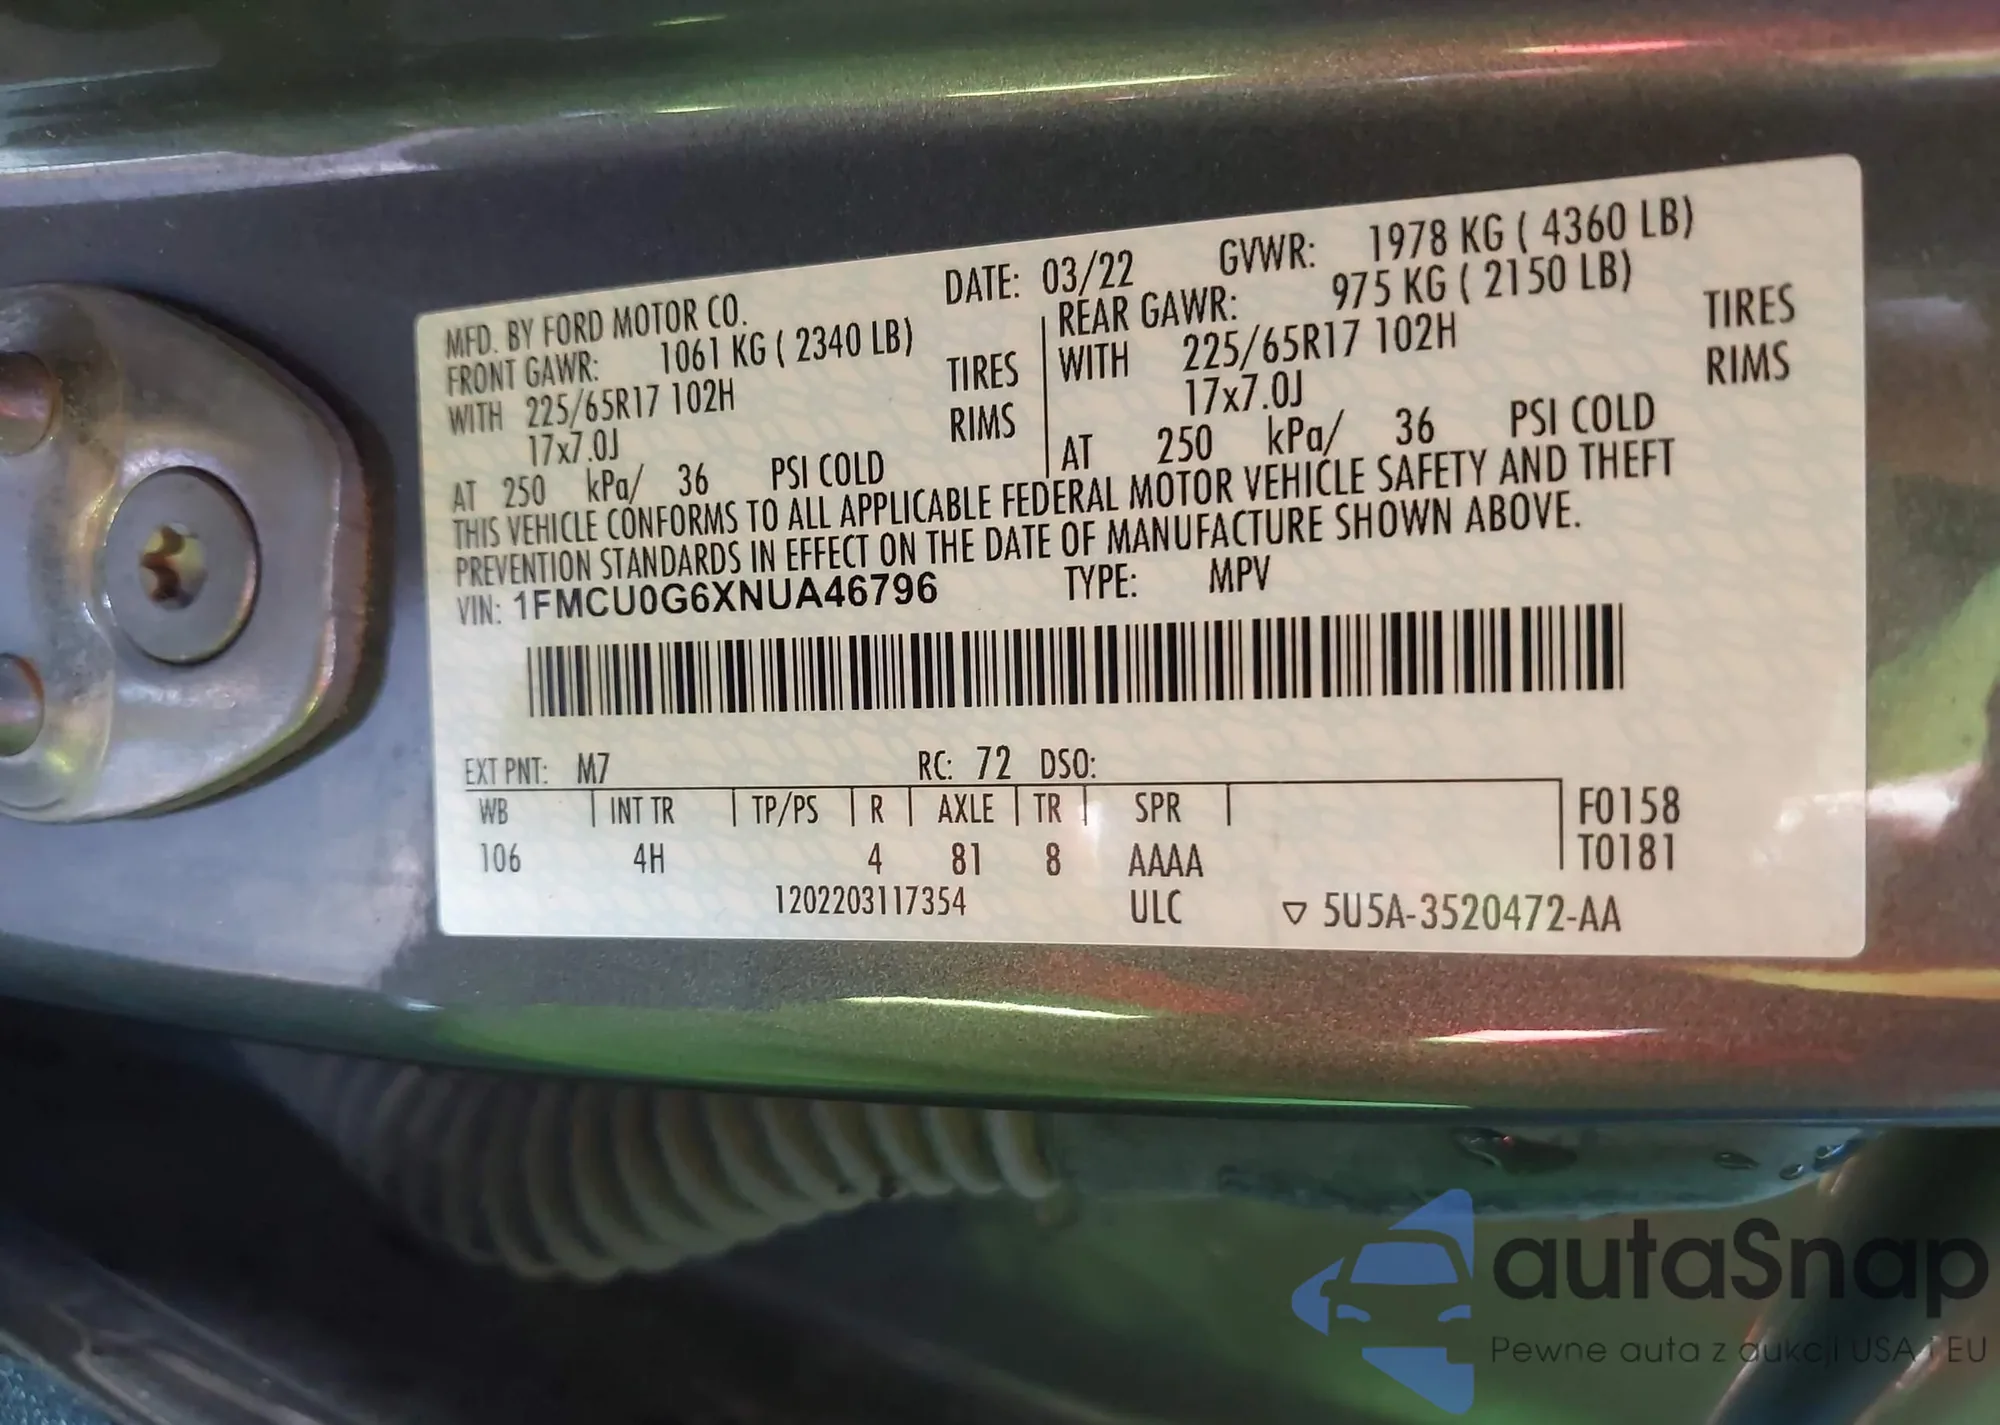 MFD. BY FORD MOTOR CO. DATE: 03/22 GVWR: 1978 KG ( 4360 LB)
FRONT GAWR: 1061 KG ( 2340 LB) REAR GAWR: 975 KG ( 2150 LB)
WITH 225/65R17 102H TIRES WITH 225/65R17 102H TIRES
17x7.0J RIMS 17x7.0J RIMS
AT 250 kPa/ 36 PSI COLD AT 250 kPa/ 36 PSI COLD
THIS VEHICLE CONFORMS TO ALL APPLICABLE FEDERAL MOTOR VEHICLE SAFETY AND THEFT
PREVENTION STANDARDS IN EFFECT ON THE DATE OF MANUFACTURE SHOWN ABOVE.
VIN: 1FMCU0G6XNUA46796 TYPE: MPV
EXT PNT: M7 RC: 72 DSO:
WB INT TR TP/PS R AXLE TR SPR F0158
106 4H 4 81 8 AAAA T0181
1202203117354 ULC ▽ 5U5A-3520472-AA
autaSnap
Pewne auta z aukcji USA i EU